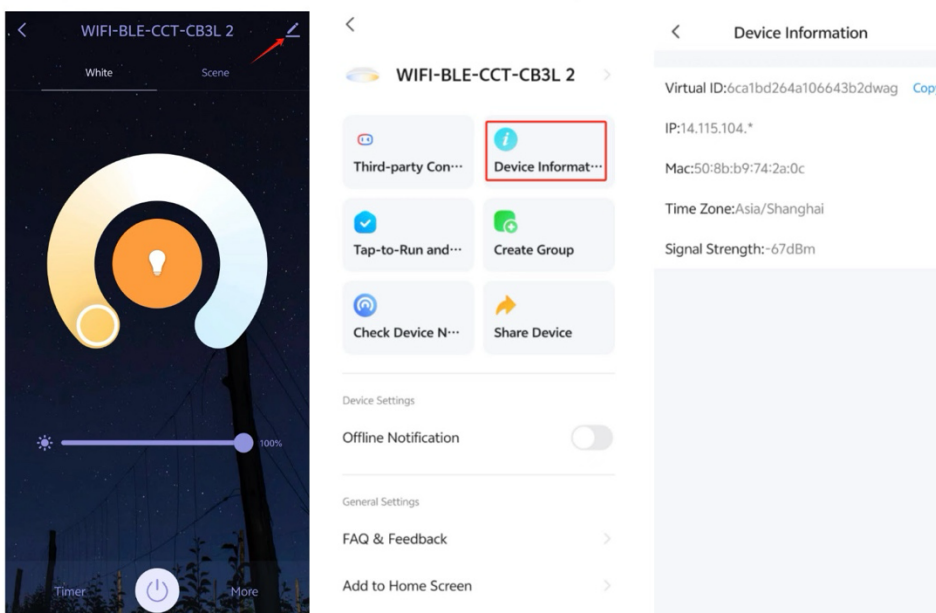 WIFI-BLE-CCT-CB3L 2
White
Scene
100%
Timer
More
WIFI-BLE-CCT-CB3L 2
Third-party Con···
Device Informat···
Tap-to-Run and···
Create Group
Check Device N···
Share Device
Device Settings
Offline Notification
General Settings
FAQ & Feedback
Add to Home Screen
Device Information
Virtual ID:6ca1bd264a106643b2dwag Copy
IP:14.115.104.*
Mac:50:8b:b9:74:2a:0c
Time Zone:Asia/Shanghai
Signal Strength:-67dBm